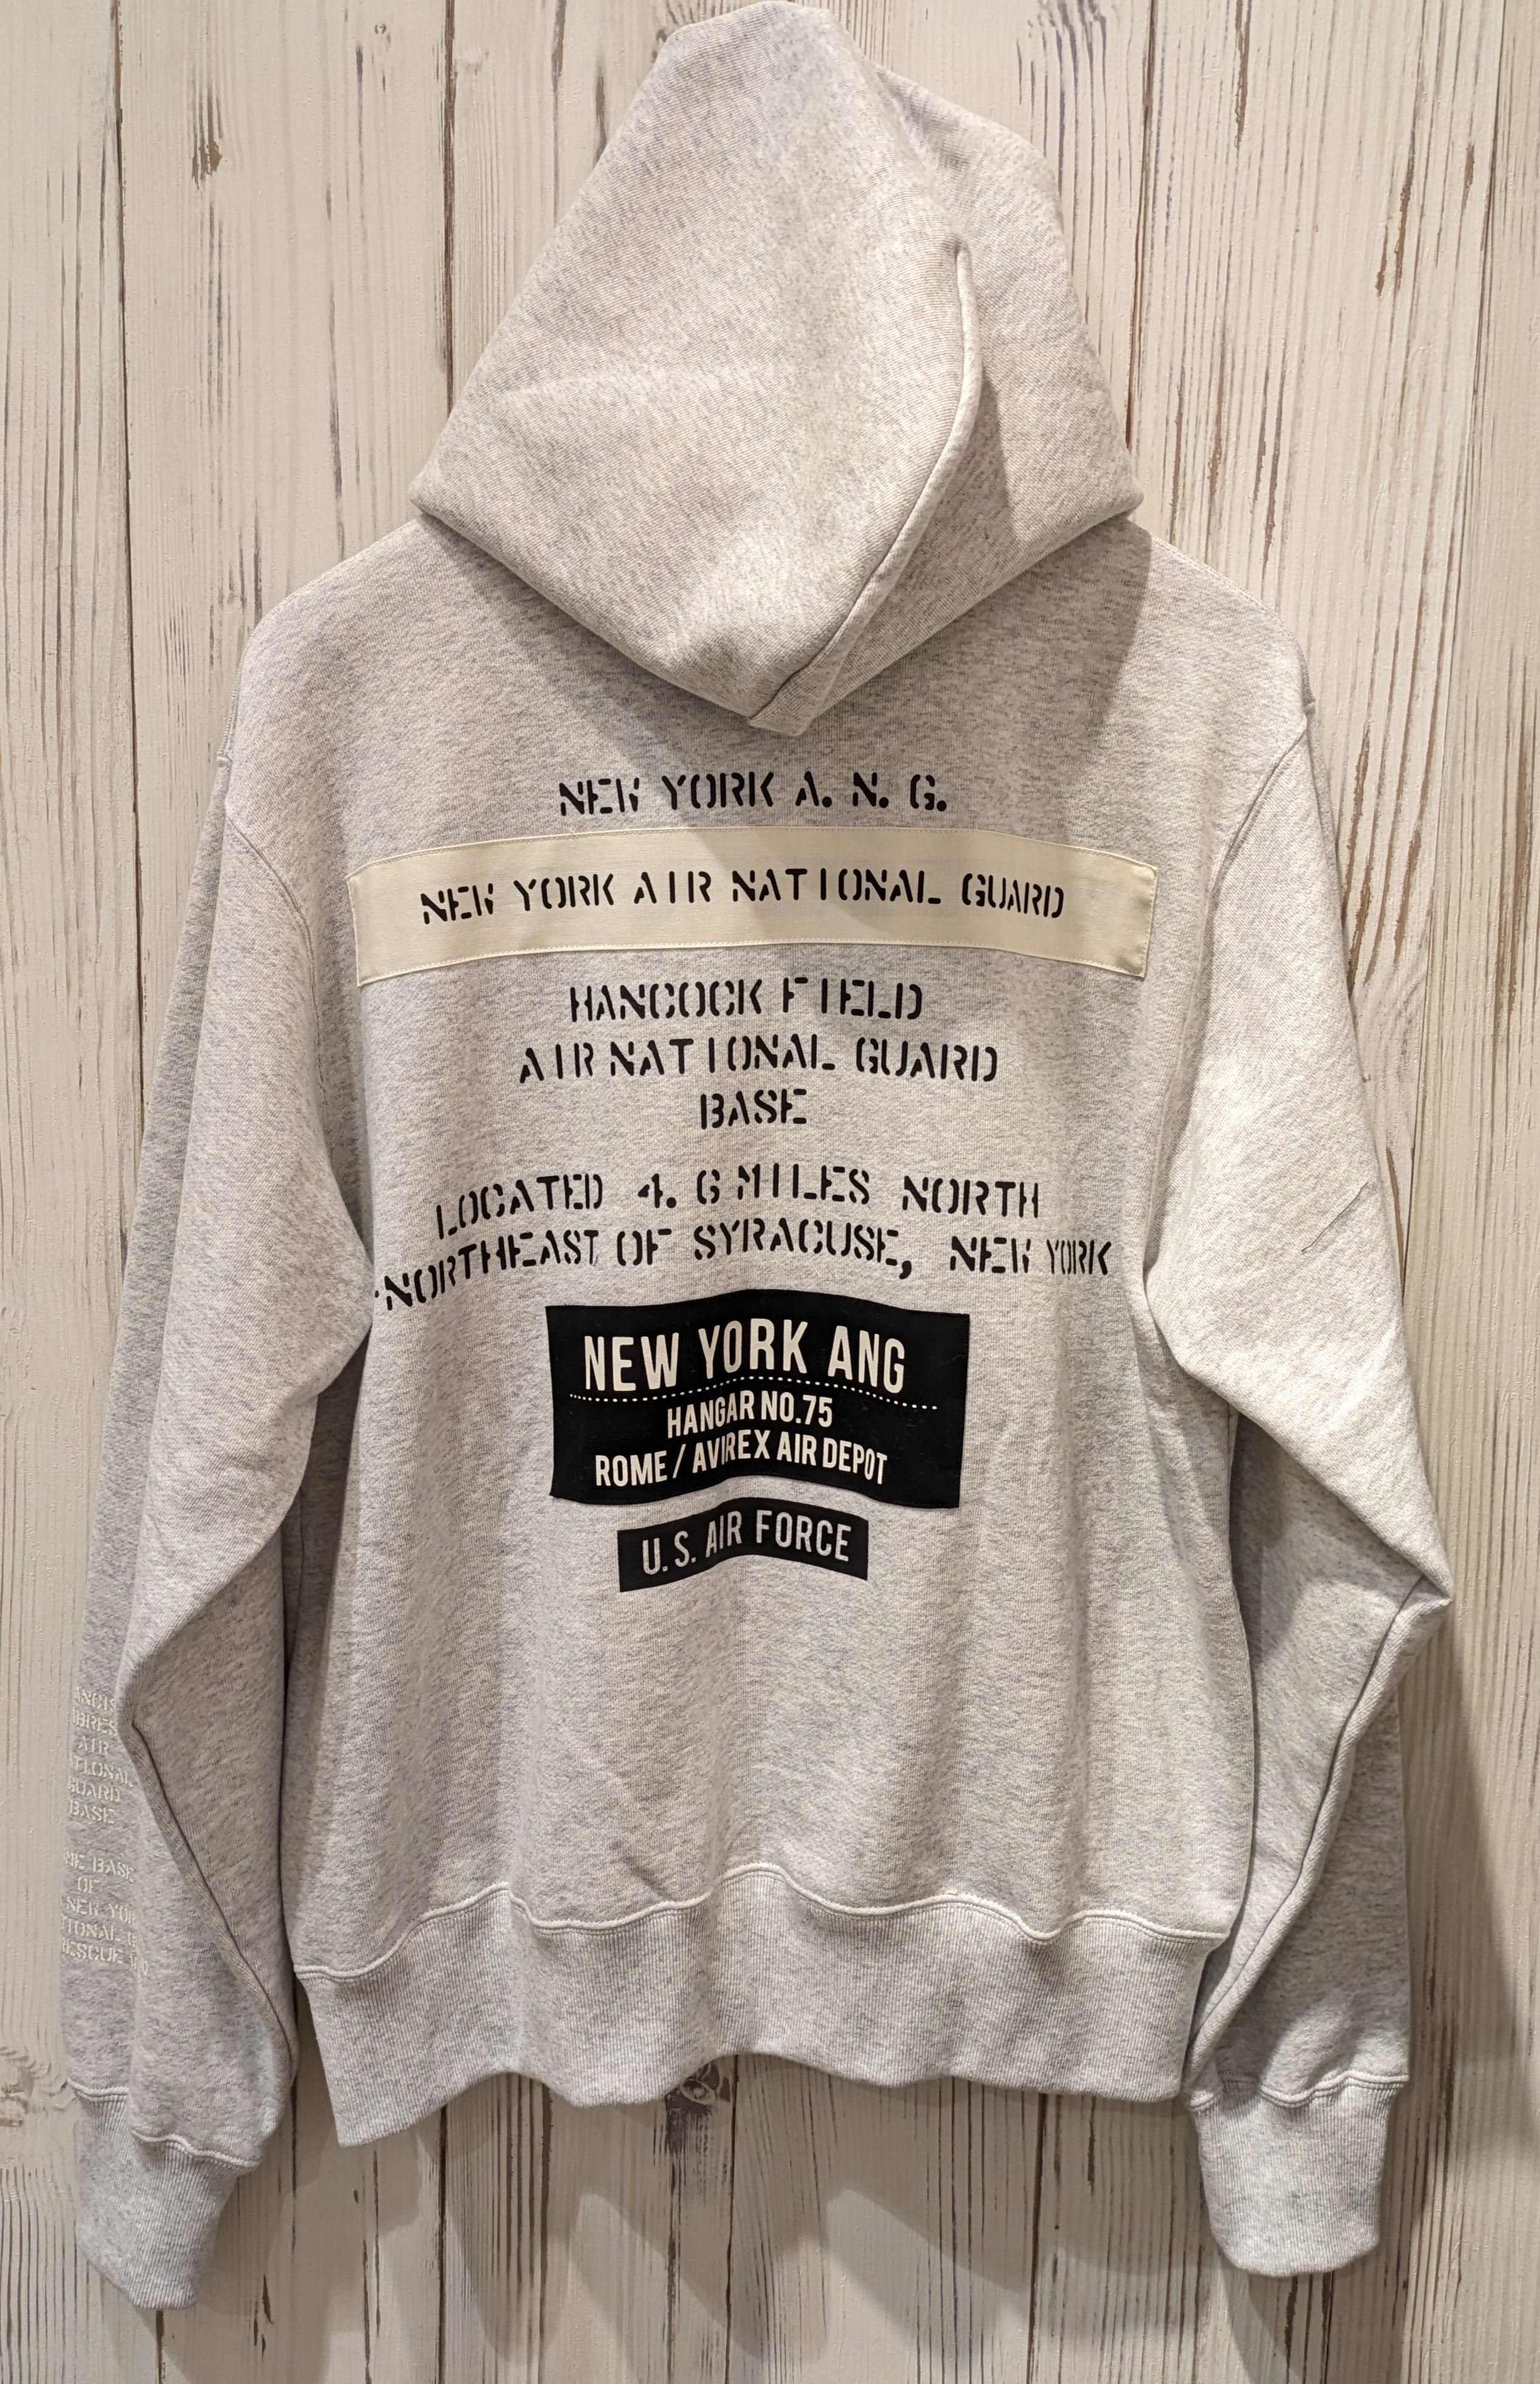 NEW YORK A. N. G.
NEW YORK AIR NATIONAL GUARD
HANCOCK FIELD
AIR NATIONAL GUARD
BASE
LOCATED 4. 6 MILES NORTH
-NORTHEAST OF SYRACUSE, NEW YORK
NEW YORK ANG
HANGAR NO.75
ROME / AVIREX AIR DEPOT
U. S. AIR FORCE
AIR
BASE
BASE
OF